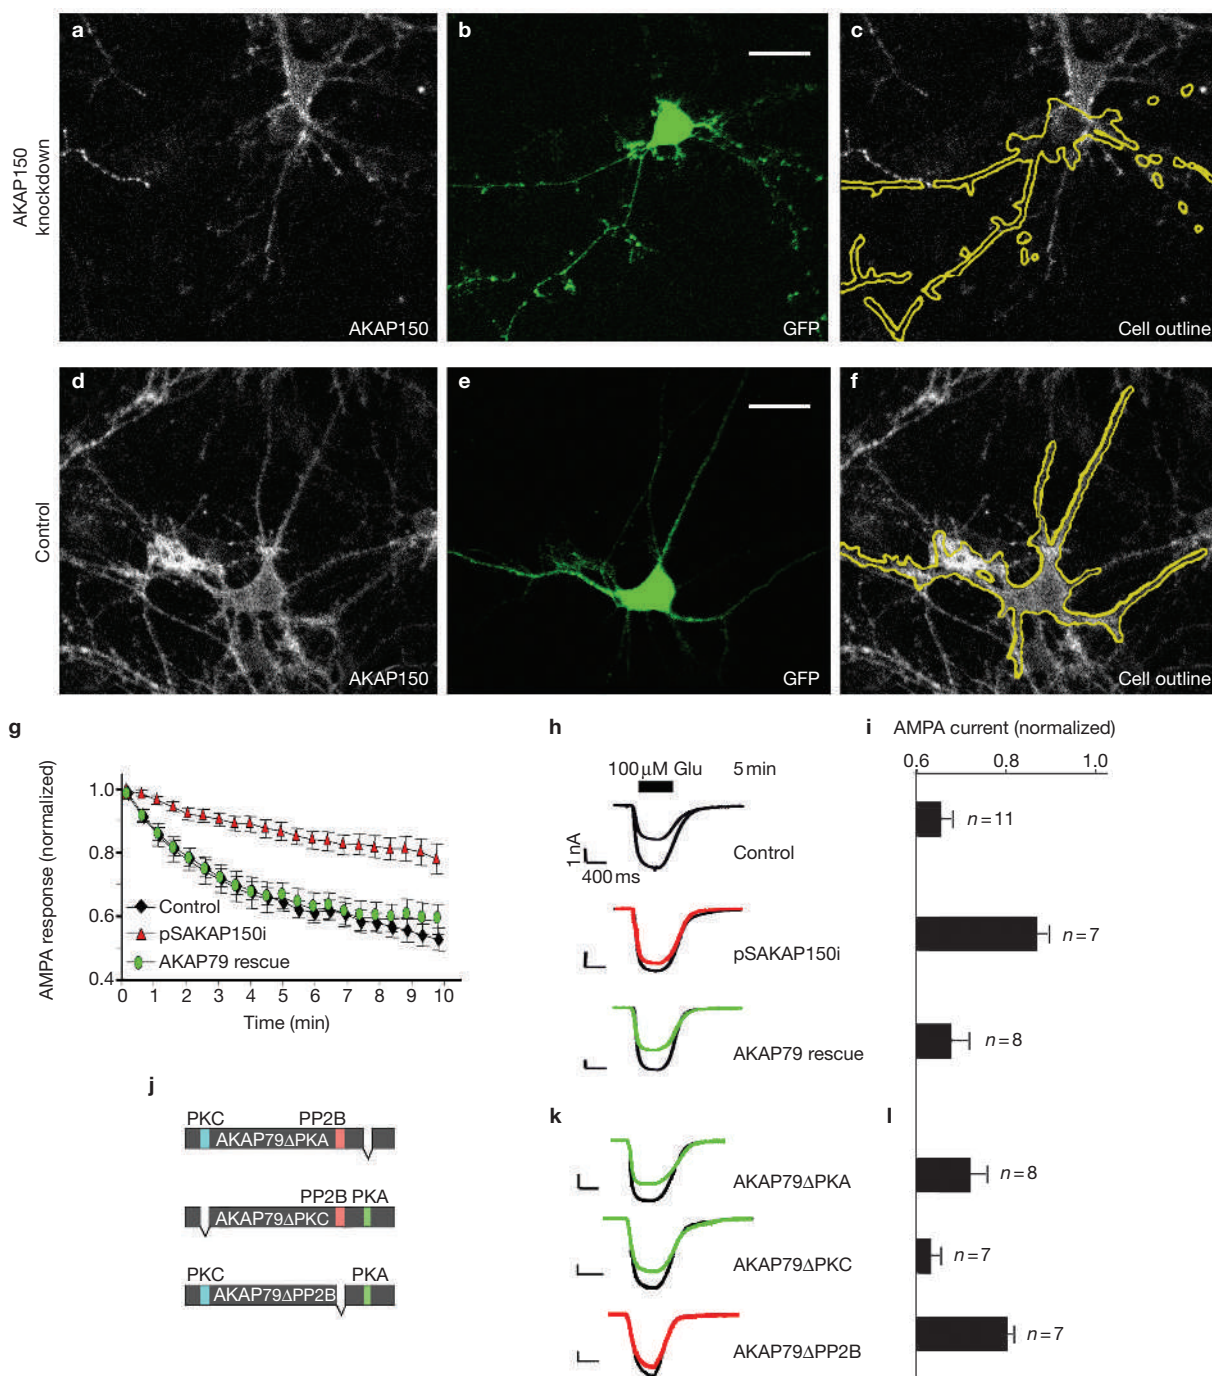 a
b
c
AKAP150
knockdown
AKAP150
GFP
Cell outline
d
e
f
Control
AKAP150
GFP
Cell outline
g
AMPA response (normalized)
1.0
0.8
0.6
0.4
Control
pSAKAP150i
AKAP79 rescue
0 1 2 3 4 5 6 7 8 9 10
Time (min)
h
100 μM Glu
5 min
1 nA
400 ms
Control
pSAKAP150i
AKAP79 rescue
i
AMPA current (normalized)
0.6 0.8 1.0
n = 11
n = 7
n = 8
j
PKC PP2B
AKAP79ΔPKA
PP2B PKA
AKAP79ΔPKC
PKC PKA
AKAP79ΔPP2B
k
AKAP79ΔPKA
AKAP79ΔPKC
AKAP79ΔPP2B
l
n = 8
n = 7
n = 7